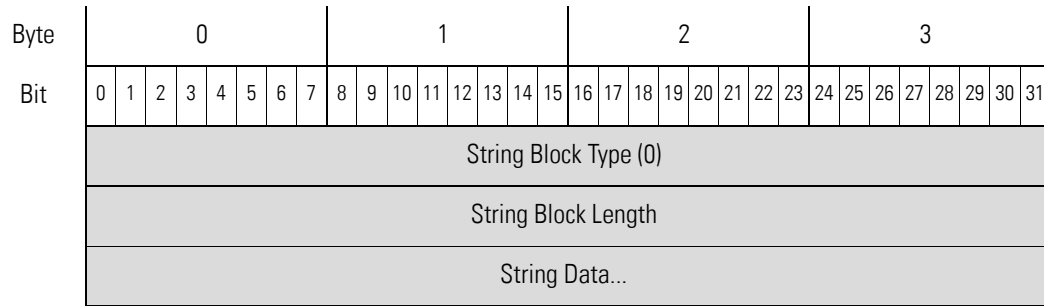 Byte 0 1 2 3
Bit 0 1 2 3 4 5 6 7 8 9 10 11 12 13 14 15 16 17 18 19 20 21 22 23 24 25 26 27 28 29 30 31
String Block Type (0)
String Block Length
String Data...